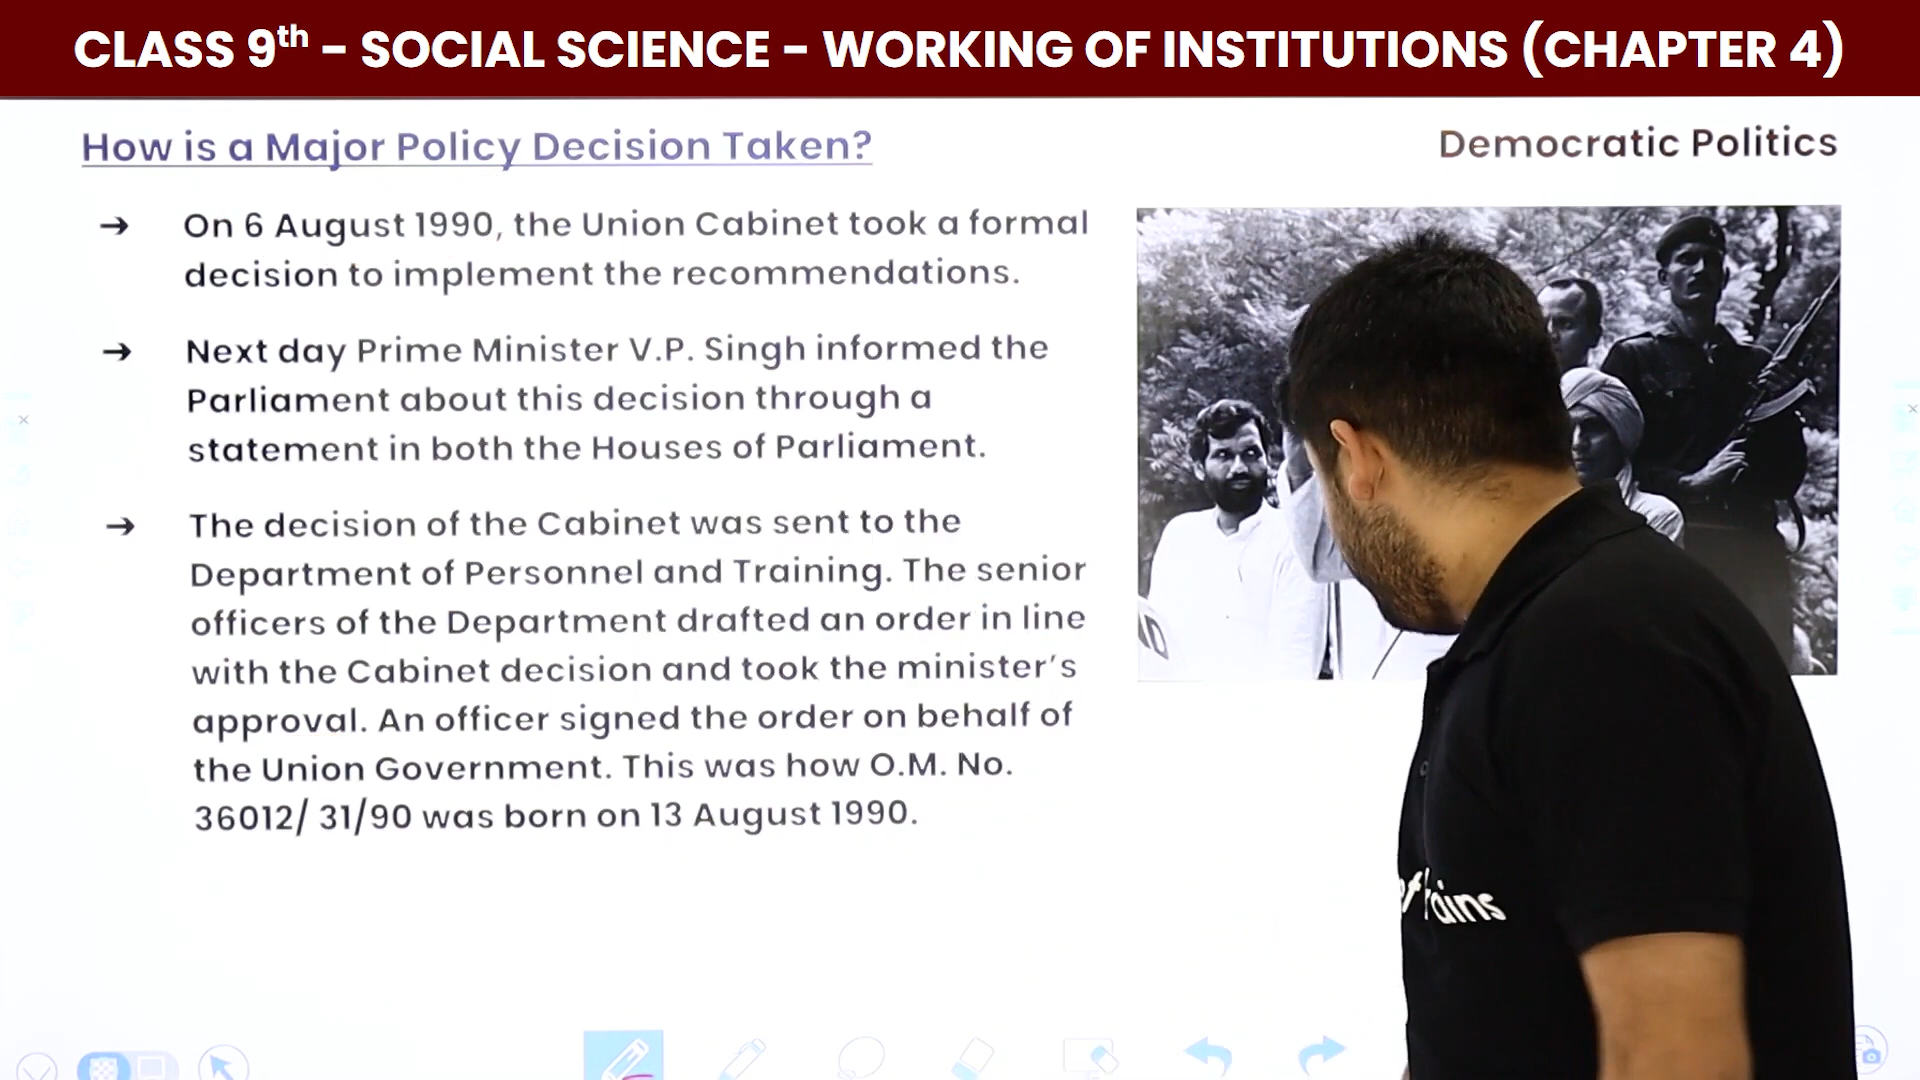 CLASS 9th – SOCIAL SCIENCE – WORKING OF INSTITUTIONS (CHAPTER 4)
How is a Major Policy Decision Taken?
Democratic Politics
→ On 6 August 1990, the Union Cabinet took a formal
decision to implement the recommendations.
→ Next day Prime Minister V.P. Singh informed the
Parliament about this decision through a
statement in both the Houses of Parliament.
→ The decision of the Cabinet was sent to the
Department of Personnel and Training. The senior
officers of the Department drafted an order in line
with the Cabinet decision and took the minister's
approval. An officer signed the order on behalf of
the Union Government. This was how O.M. No.
36012/ 31/90 was born on 13 August 1990.